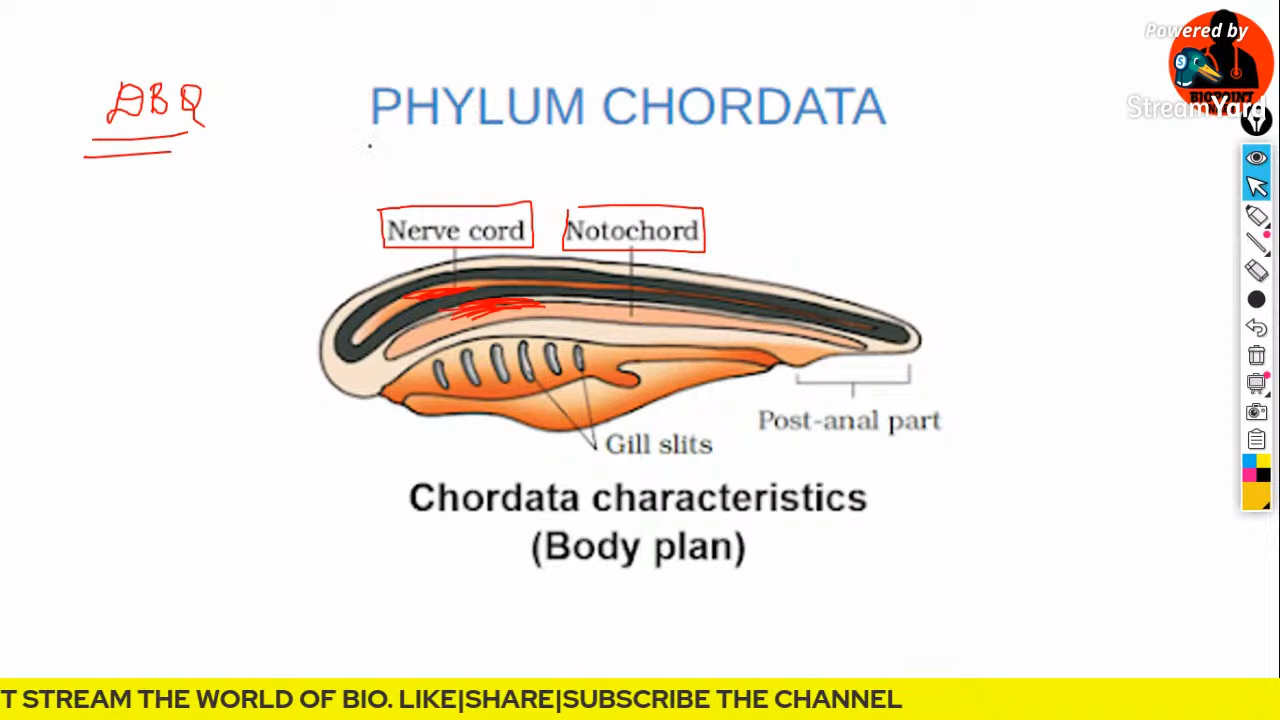 Powered by
BIOPOINT
StreamYard
DBQ
PHYLUM CHORDATA
Nerve cord
Notochord
Post-anal part
Gill slits
Chordata characteristics
(Body plan)
T STREAM THE WORLD OF BIO. LIKE|SHARE|SUBSCRIBE THE CHANNEL